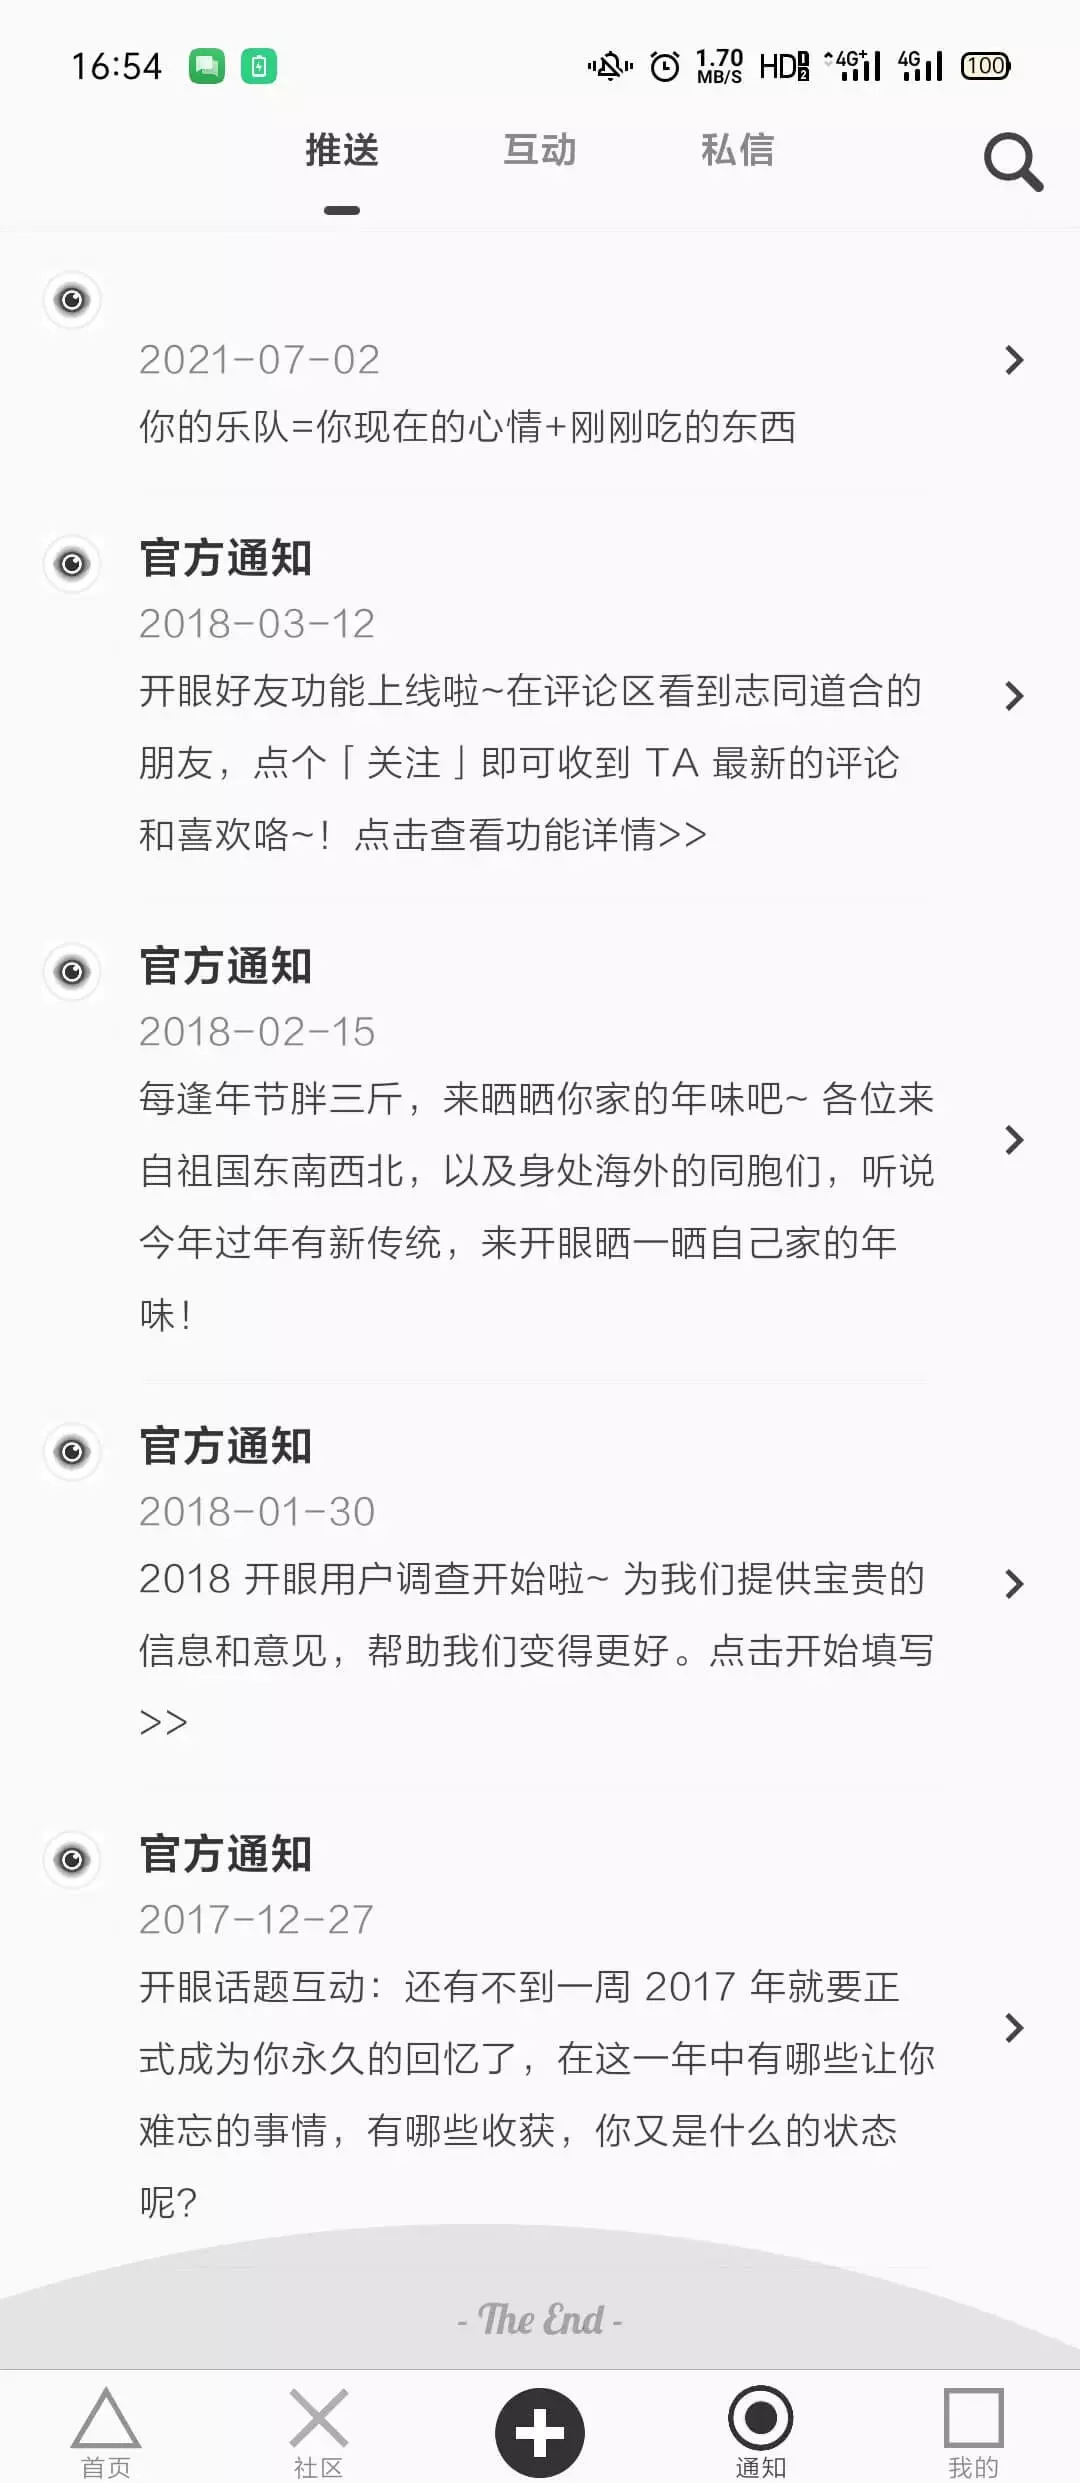 16:54
1.70 MB/S HD 1 2 4G+ 4G 100
推送 互动 私信
2021-07-02
你的乐队=你现在的心情+刚刚吃的东西
官方通知
2018-03-12
开眼好友功能上线啦~在评论区看到志同道合的
朋友，点个「关注」即可收到 TA 最新的评论
和喜欢咯~！点击查看功能详情>>
官方通知
2018-02-15
每逢年节胖三斤，来晒晒你家的年味吧~ 各位来
自祖国东南西北，以及身处海外的同胞们，听说
今年过年有新传统，来开眼晒一晒自己家的年
味！
官方通知
2018-01-30
2018 开眼用户调查开始啦~ 为我们提供宝贵的
信息和意见，帮助我们变得更好。点击开始填写
>>
官方通知
2017-12-27
开眼话题互动：还有不到一周 2017 年就要正
式成为你永久的回忆了，在这一年中有哪些让你
难忘的事情，有哪些收获，你又是什么的状态
呢？
- The End -
首页 社区 通知 我的